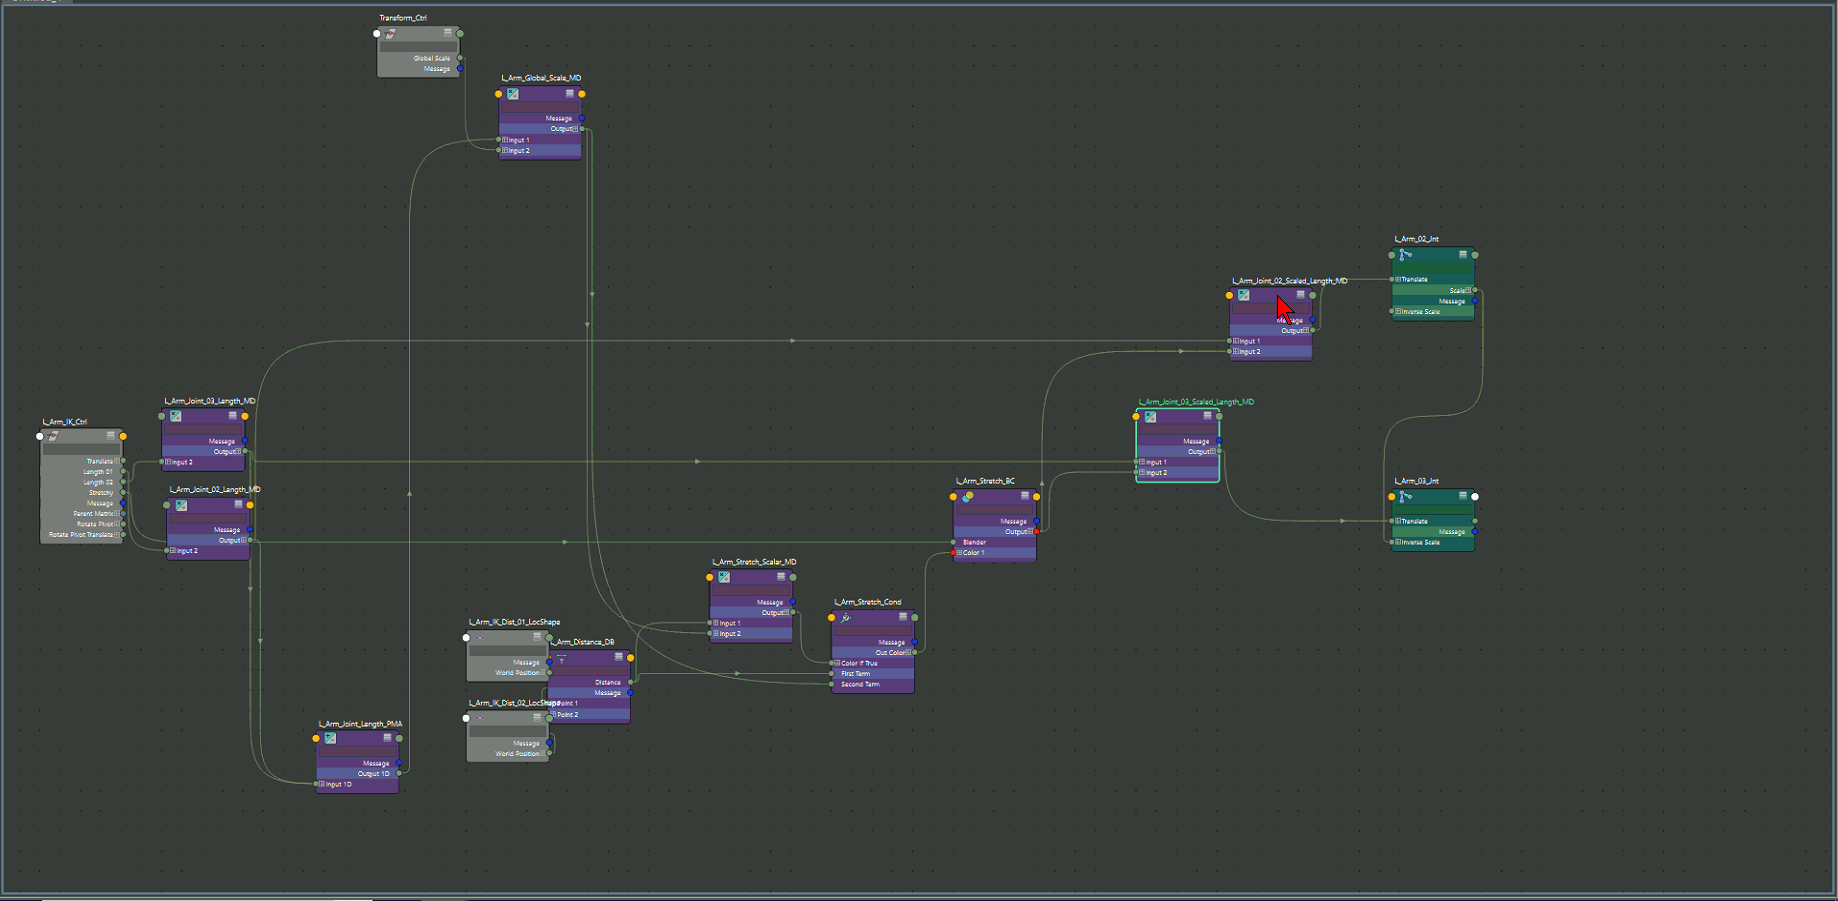 Transform_Ctrl
Global Scale
Message
L_Arm_Global_Scale_MD
Message
Output
Input 1
Input 2
L_Arm_02_Jnt
Translate
Scale
Message
Inverse Scale
L_Arm_Joint_02_Scaled_Length_MD
Message
Output
Input 1
Input 2
L_Arm_Joint_03_Length_MD
Message
Output
Input 2
L_Arm_Joint_03_Scaled_Length_MD
Message
Output
Input 1
Input 2
L_Arm_IK_Ctrl
Translate
Length 01
Length 02
Stretchy
Message
Parent Matrix
Rotate Pivot
Rotate Pivot Translate
L_Arm_Joint_02_Length_MD
Message
Output
Input 2
L_Arm_Stretch_BC
Message
Output
Blender
Color 1
L_Arm_03_Jnt
Translate
Message
Inverse Scale
L_Arm_Stretch_Scalar_MD
Message
Output
Input 1
Input 2
L_Arm_Stretch_Cond
Message
Out Color
Color If True
First Term
Second Term
L_Arm_IK_Dist_01_LocShape
Message
World Position
_Arm_Distance_DB
Distance
Message
Point 1
Point 2
L_Arm_IK_Dist_02_LocShape
Message
World Position
L_Arm_Joint_Length_PMA
Message
Output 1D
Input 1D